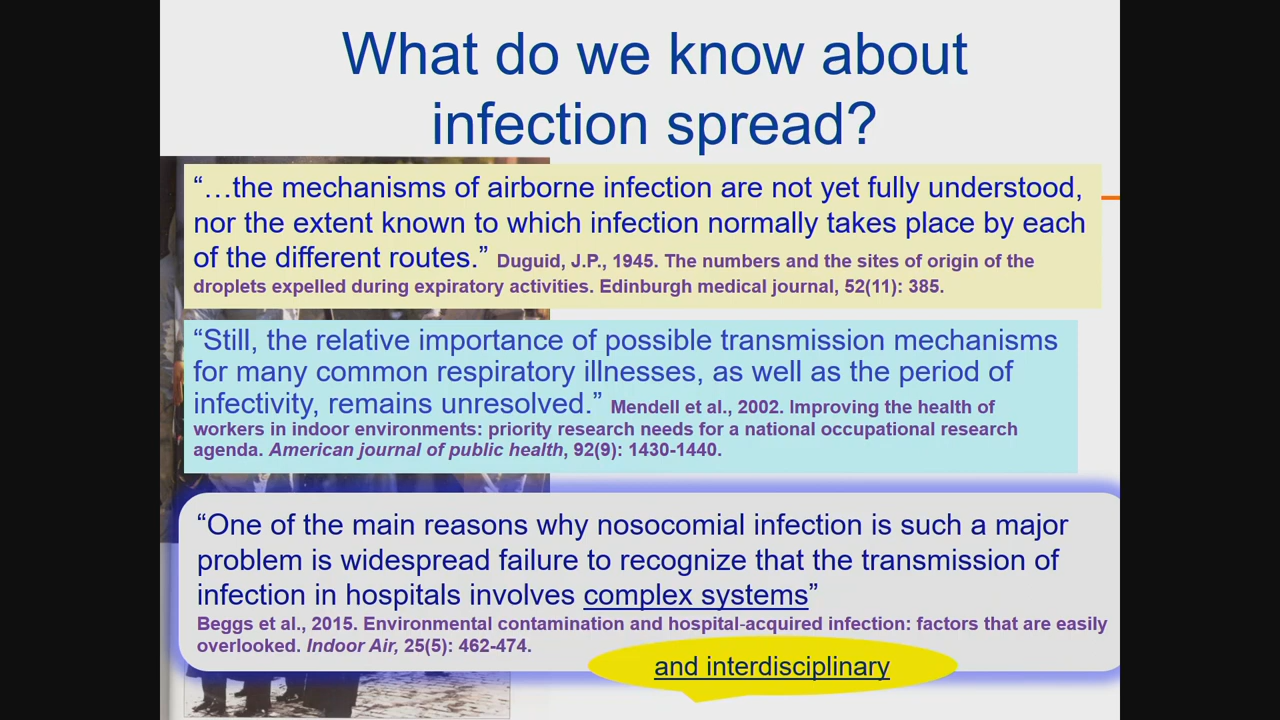 What do we know about
infection spread?
“…the mechanisms of airborne infection are not yet fully understood,
nor the extent known to which infection normally takes place by each
of the different routes.” Duguid, J.P., 1945. The numbers and the sites of origin of the
droplets expelled during expiratory activities. Edinburgh medical journal, 52(11): 385.
“Still, the relative importance of possible transmission mechanisms
for many common respiratory illnesses, as well as the period of
infectivity, remains unresolved.” Mendell et al., 2002. Improving the health of
workers in indoor environments: priority research needs for a national occupational research
agenda. American journal of public health, 92(9): 1430-1440.
“One of the main reasons why nosocomial infection is such a major
problem is widespread failure to recognize that the transmission of
infection in hospitals involves complex systems”
Beggs et al., 2015. Environmental contamination and hospital-acquired infection: factors that are easily
overlooked. Indoor Air, 25(5): 462-474.
and interdisciplinary